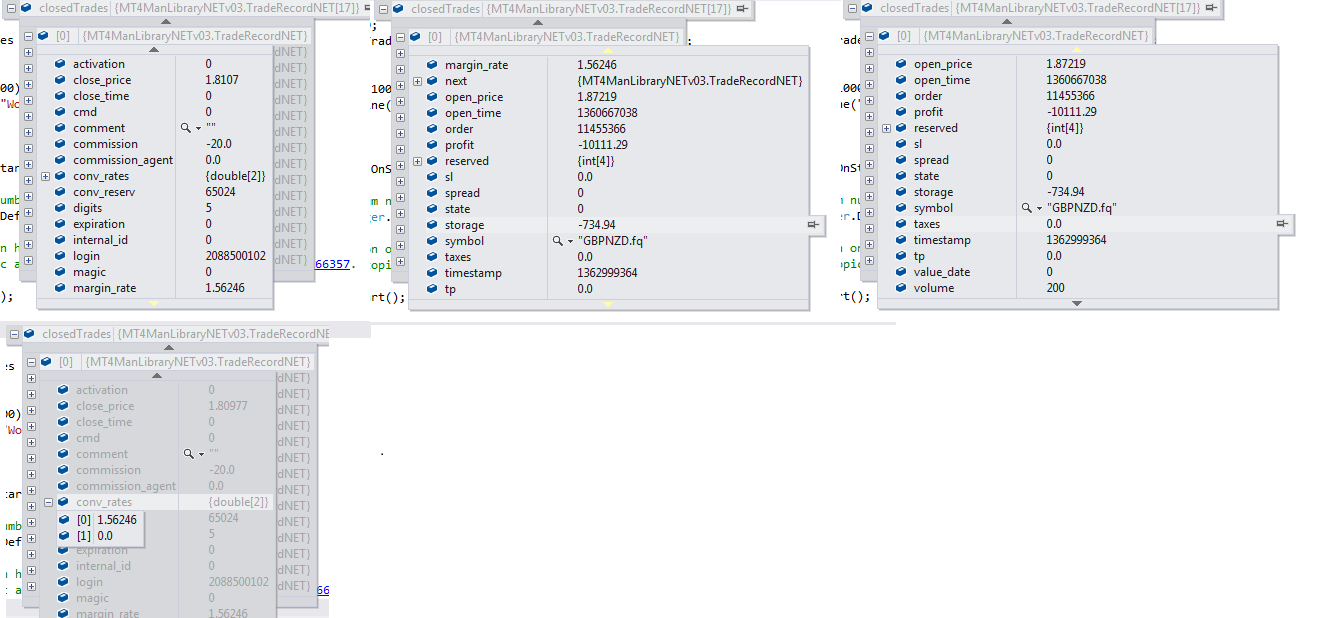 closedTrades {MT4ManLibraryNETv03.TradeRecordNET[17]}
[0] {MT4ManLibraryNETv03.TradeRecordNET}
activation 0
close_price 1.8107
close_time 0
cmd 0
comment ""
commission -20.0
commission_agent 0.0
conv_rates {double[2]}
conv_reserv 65024
digits 5
expiration 0
internal_id 0
login 2088500102
magic 0
margin_rate 1.56246
66357.
closedTrades {MT4ManLibraryNETv03.TradeRecordNET[17]}
[0] {MT4ManLibraryNETv03.TradeRecordNET}
margin_rate 1.56246
next {MT4ManLibraryNETv03.TradeRecordNET}
open_price 1.87219
open_time 1360667038
order 11455366
profit -10111.29
reserved {int[4]}
sl 0.0
spread 0
state 0
storage -734.94
symbol "GBPNZD.fq"
taxes 0.0
timestamp 1362999364
tp 0.0
closedTrades {MT4ManLibraryNETv03.TradeRecordNET[17]}
[0] {MT4ManLibraryNETv03.TradeRecordNET}
open_price 1.87219
open_time 1360667038
order 11455366
profit -10111.29
reserved {int[4]}
sl 0.0
spread 0
state 0
storage -734.94
symbol "GBPNZD.fq"
taxes 0.0
timestamp 1362999364
tp 0.0
value_date 0
volume 200
closedTrades {MT4ManLibraryNETv03.TradeRecordNE
[0] {MT4ManLibraryNETv03.TradeRecordNET}
activation 0
close_price 1.80977
close_time 0
cmd 0
comment ""
commission -20.0
commission_agent 0.0
conv_rates {double[2]}
[0] 1.56246
65024
[1] 0.0
5
expiration 0
internal_id 0
login 2088500102
magic 0
margin_rate 1.56246
66